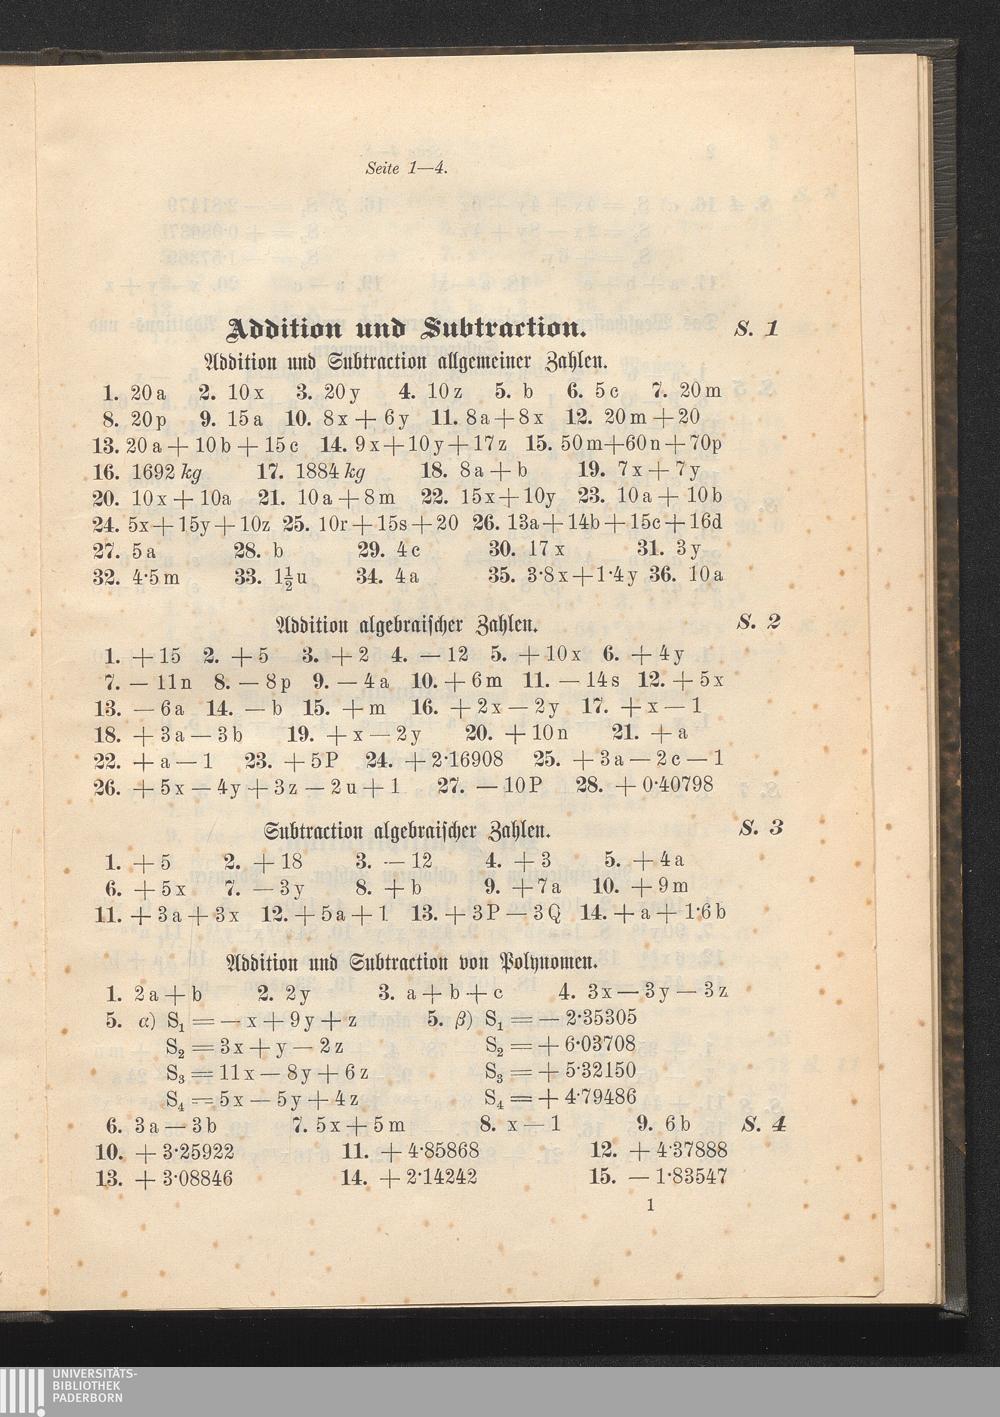 Seite 1—4.
Addition und Subtraction. S. 1
Addition und Subtraction allgemeiner Zahlen.
1. 20a 2. 10x 3. 20y 4. 10z 5. b 6. 5c 7. 20m
8. 20p 9. 15a 10. 8x + 6y 11. 8a + 8x 12. 20m + 20
13. 20a + 10b + 15c 14. 9x + 10y + 17z 15. 50m + 60n + 70p
16. 1692 kg 17. 1884 kg 18. 8a + b 19. 7x + 7y
20. 10x + 10a 21. 10a + 8m 22. 15x + 10y 23. 10a + 10b
24. 5x + 15y + 10z 25. 10r + 15s + 20 26. 13a + 14b + 15c + 16d
27. 5a 28. b 29. 4c 30. 17x 31. 3y
32. 4·5m 33. 1½u 34. 4a 35. 3·8x + 1·4y 36. 10a
Addition algebraischer Zahlen. S. 2
1. + 15 2. + 5 3. + 2 4. — 12 5. + 10x 6. + 4y
7. — 11n 8. — 8p 9. — 4a 10. + 6m 11. — 14s 12. + 5x
13. — 6a 14. — b 15. + m 16. + 2x — 2y 17. + x — 1
18. + 3a — 3b 19. + x — 2y 20. + 10n 21. + a
22. + a — 1 23. + 5P 24. + 2·16908 25. + 3a — 2c — 1
26. + 5x — 4y + 3z — 2u + 1 27. — 10P 28. + 0·40798
Subtraction algebraischer Zahlen. S. 3
1. + 5 2. + 18 3. — 12 4. + 3 5. + 4a
6. + 5x 7. — 3y 8. + b 9. + 7a 10. + 9m
11. + 3a + 3x 12. + 5a + 1 13. + 3P — 3Q 14. + a + 1·6b
Addition und Subtraction von Polynomen.
1. 2a + b 2. 2y 3. a + b + c 4. 3x — 3y — 3z
5. α) S₁ = — x + 9y + z 5. β) S₁ = — 2·35305
S₂ = 3x + y — 2z S₂ = + 6·03708
S₃ = 11x — 8y + 6z S₃ = + 5·32150
S₄ = 5x — 5y + 4z S₄ = + 4·79486
6. 3a — 3b 7. 5x + 5m 8. x — 1 9. 6b S. 4
10. + 3·25922 11. + 4·85868 12. + 4·37888
13. + 3·08846 14. + 2·14242 15. — 1·83547
1
UNIVERSITÄTS-
BIBLIOTHEK
PADERBORN